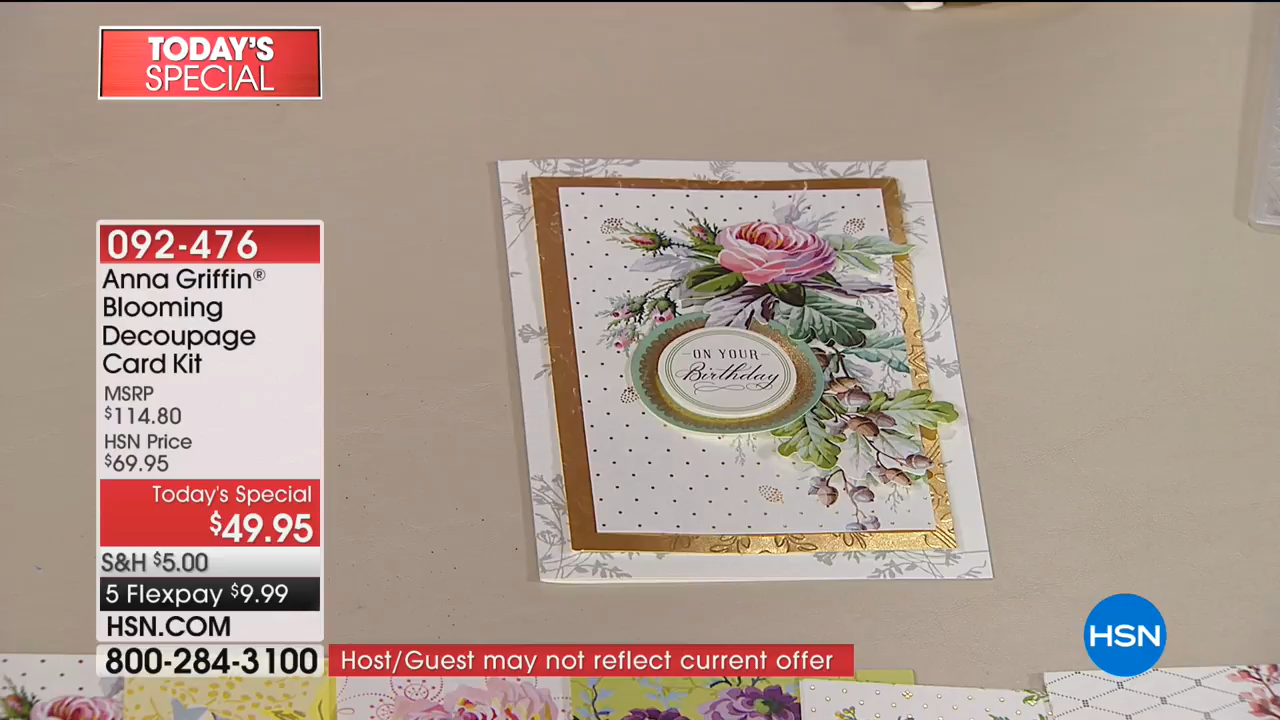 TODAY'S
SPECIAL
092-476
Anna Griffin®
Blooming
Decoupage
Card Kit
MSRP
$114.80
HSN Price
$69.95
Today's Special
$49.95
S&H $5.00
5 Flexpay $9.99
HSN.COM
800-284-3100
Host/Guest may not reflect current offer
ON YOUR
Birthday
HSN